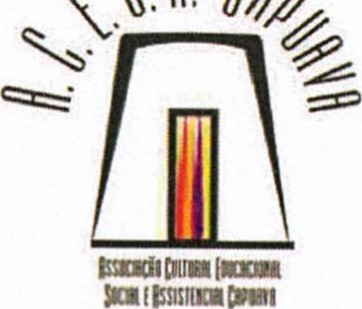 A.C.E.S.A. CAPUAVA
ASSOCIAÇÃO CULTURAL EDUCACIONAL
SOCIAL E ASSISTENCIAL CAPUAVA